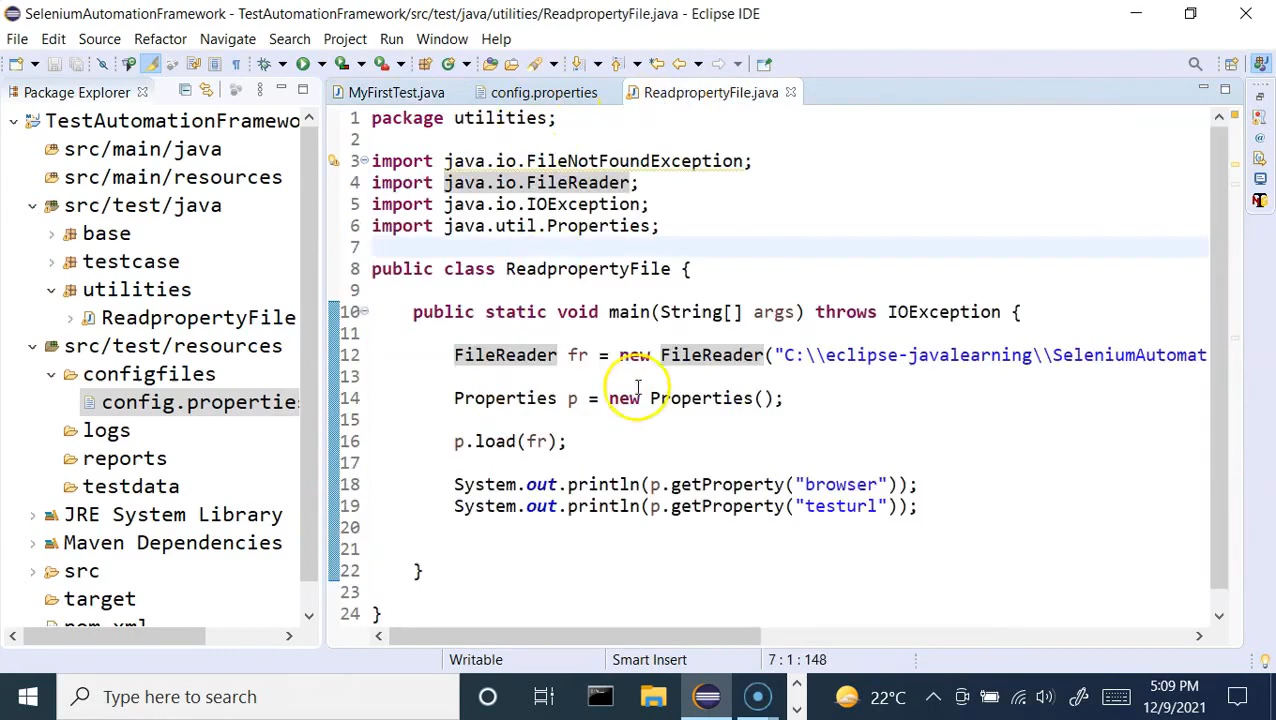 SeleniumAutomationFramework - TestAutomationFramework/src/test/java/utilities/ReadpropertyFile.java - Eclipse IDE
File Edit Source Refactor Navigate Search Project Run Window Help
Package Explorer
MyFirstTest.java config.properties ReadpropertyFile.java
TestAutomationFramewo
src/main/java
src/main/resources
src/test/java
base
testcase
utilities
ReadpropertyFile
src/test/resources
configfiles
config.propertie
logs
reports
testdata
JRE System Library
Maven Dependencies
src
target
pom.xml
1 package utilities;
2
3 import java.io.FileNotFoundException;
4 import java.io.FileReader;
5 import java.io.IOException;
6 import java.util.Properties;
7
8 public class ReadpropertyFile {
9
10 public static void main(String[] args) throws IOException {
11
12 FileReader fr = new FileReader("C:\\eclipse-javalearning\\SeleniumAutomat
13
14 Properties p = new Properties();
15
16 p.load(fr);
17
18 System.out.println(p.getProperty("browser"));
19 System.out.println(p.getProperty("testurl"));
20
21
22 }
23
24 }
Writable Smart Insert 7 : 1 : 148
Type here to search
22°C
5:09 PM
12/9/2021